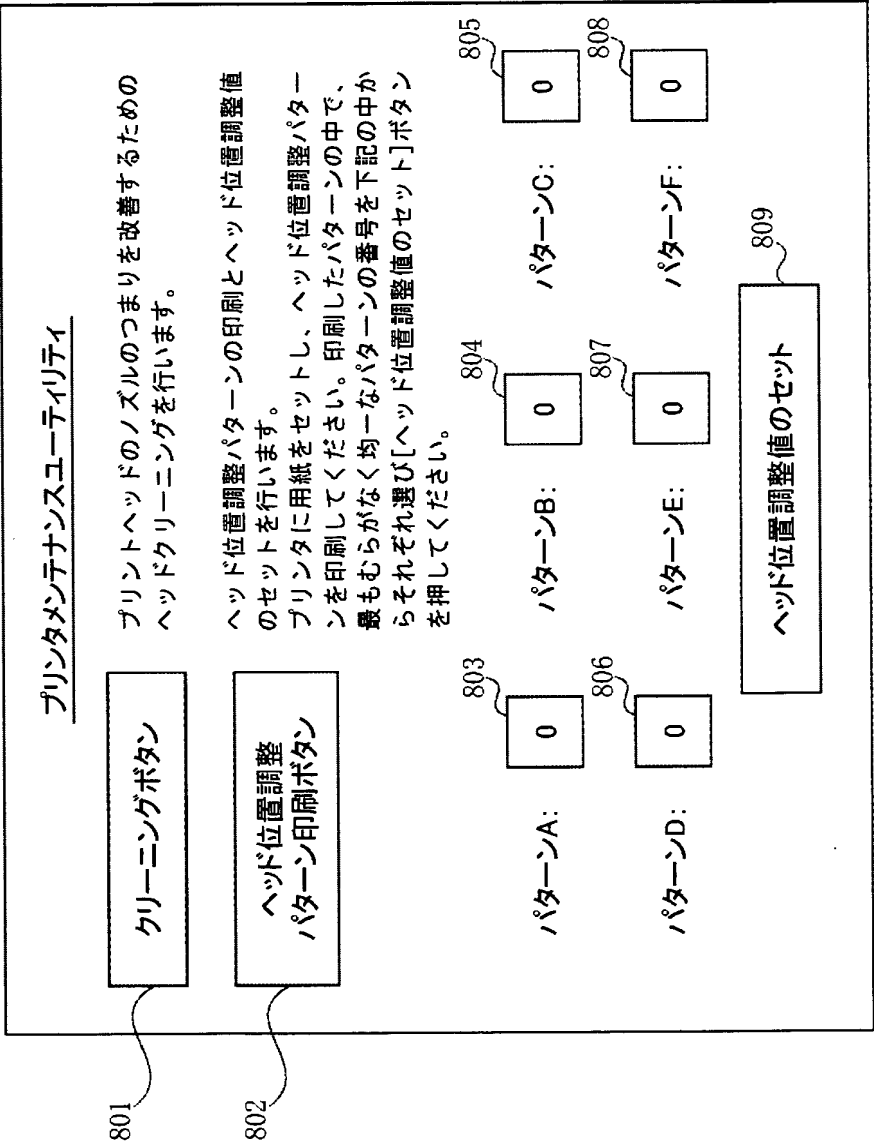 プリンタメンテナンスユーティリティ
801
クリーニングボタン
プリントヘッドのノズルのつまりを改善するための
ヘッドクリーニングを行います。
802
ヘッド位置調整
パターン印刷ボタン
ヘッド位置調整パターンの印刷とヘッド位置調整値
のセットを行います。
プリンタに用紙をセットし、ヘッド位置調整パター
ンを印刷してください。印刷したパターンの中で、
最もむらがなく均一なパターンの番号を下記の中か
らそれぞれ選び[ヘッド位置調整値のセット]ボタン
を押してください。
803 804 805
パターンA: 0 パターンB: 0 パターンC: 0
806 807 808
パターンD: 0 パターンE: 0 パターンF: 0
809
ヘッド位置調整値のセット